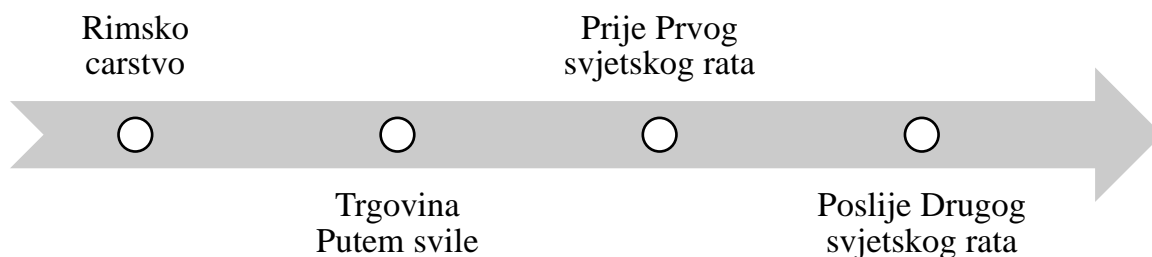 Rimsko
carstvo
Trgovina
Putem svile
Prije Prvog
svjetskog rata
Poslije Drugog
svjetskog rata